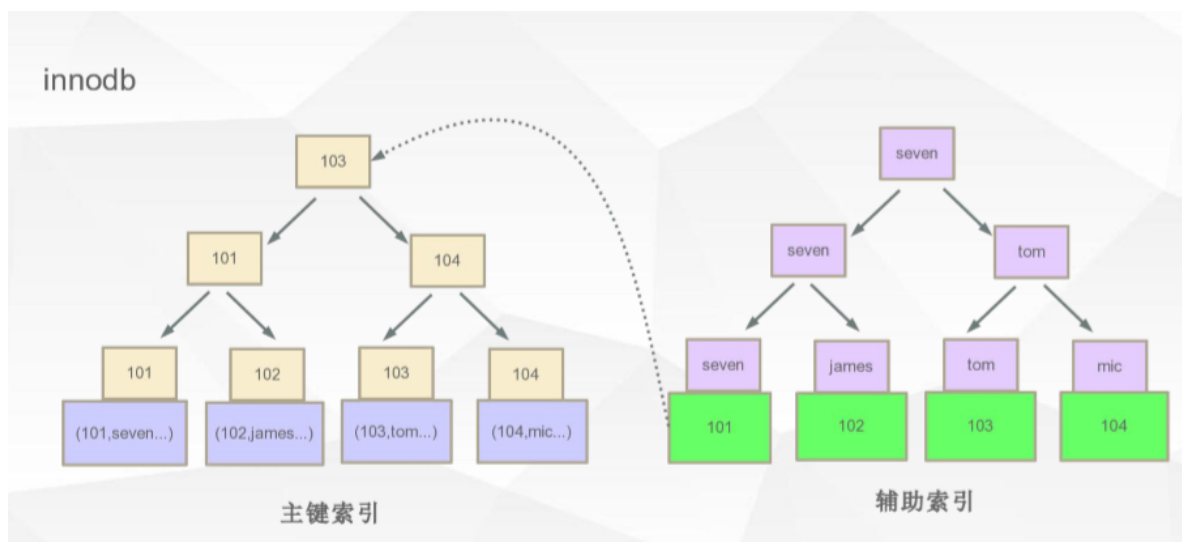 innodb
103
101
104
101
102
103
104
(101,seven...)
(102,james...)
(103,tom...)
(104,mic...)
主键索引
seven
seven
tom
seven
james
tom
mic
101
102
103
104
辅助索引